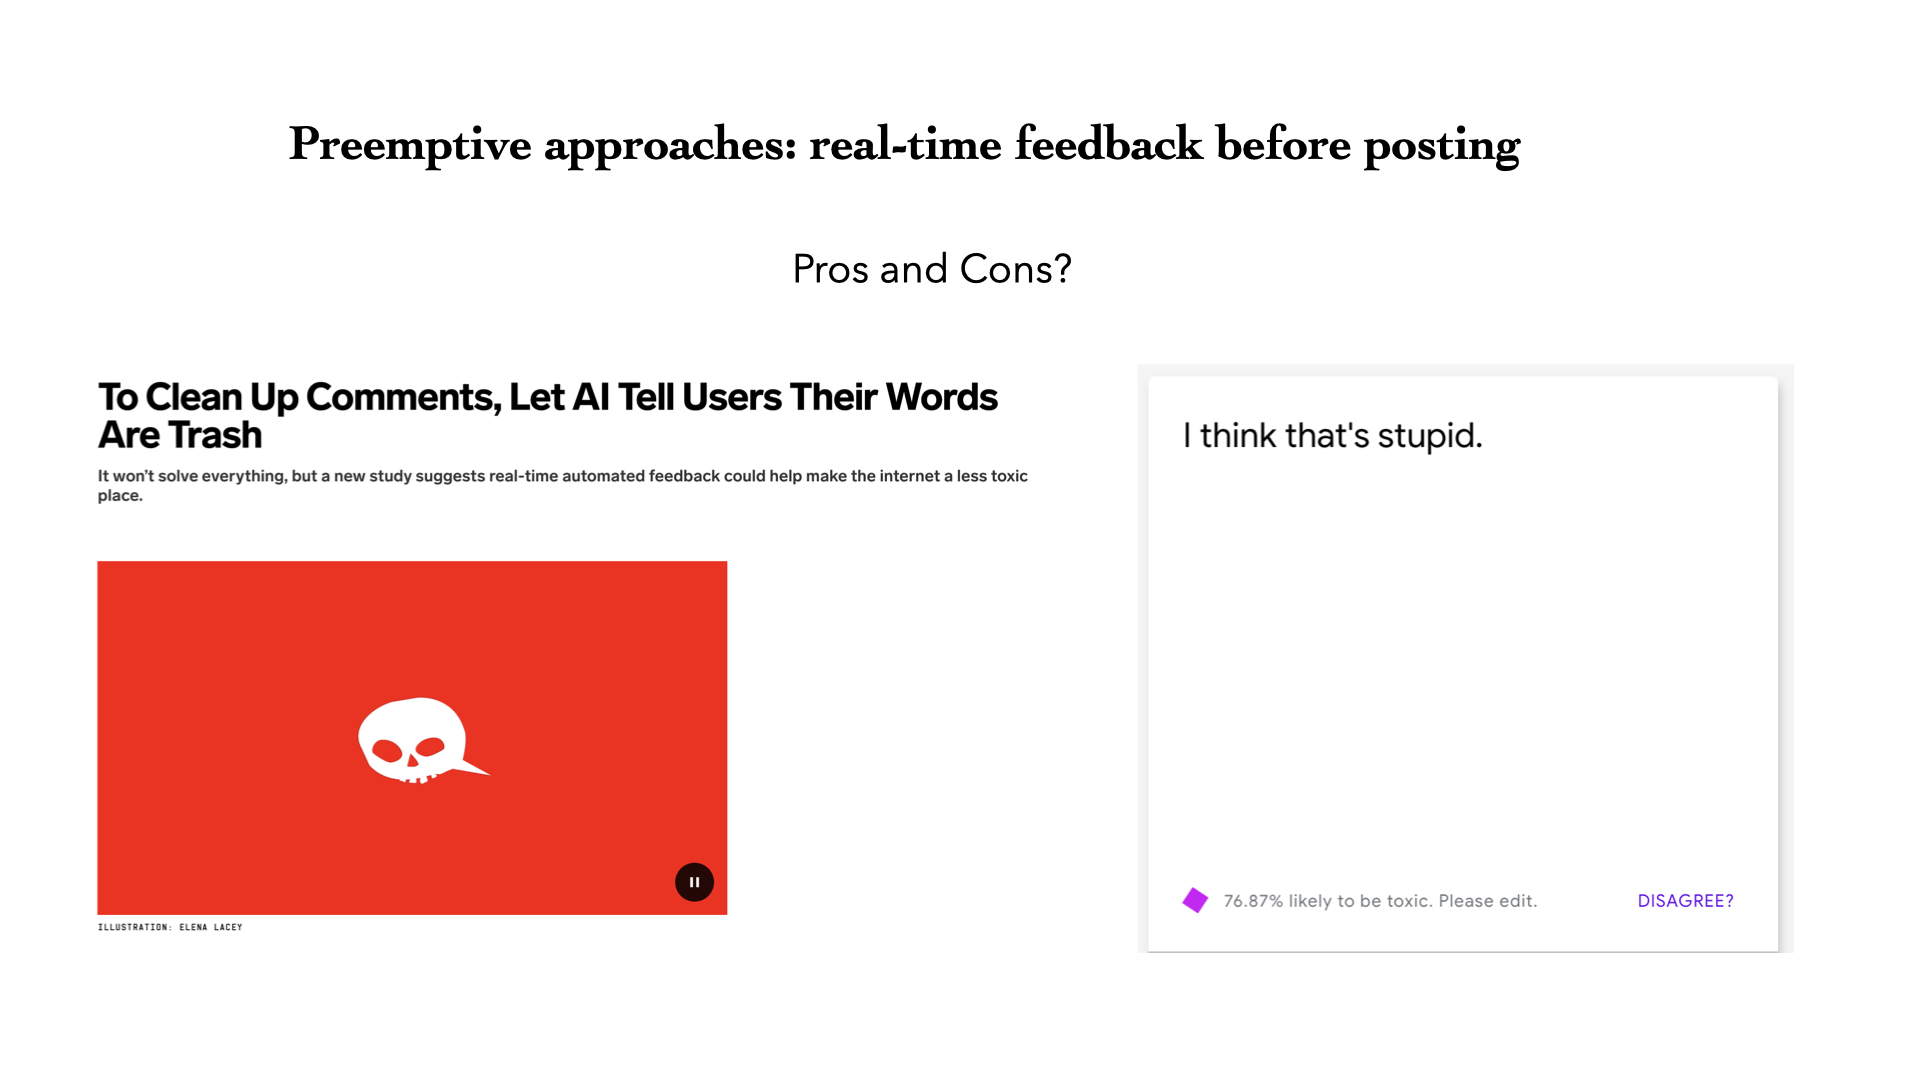 Preemptive approaches: real-time feedback before posting
Pros and Cons?
To Clean Up Comments, Let AI Tell Users Their Words
Are Trash
It won’t solve everything, but a new study suggests real-time automated feedback could help make the internet a less toxic
place.
ILLUSTRATION: ELENA LACEY
I think that's stupid.
76.87% likely to be toxic. Please edit.
DISAGREE?